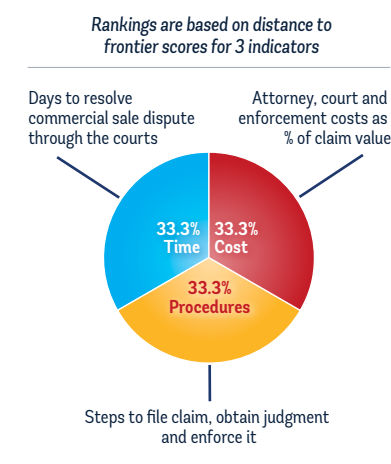 Rankings are based on distance to
frontier scores for 3 indicators
Days to resolve
commercial sale dispute
through the courts
Attorney, court and
enforcement costs as
% of claim value
33.3%
Time
33.3%
Cost
33.3%
Procedures
Steps to file claim, obtain judgment
and enforce it